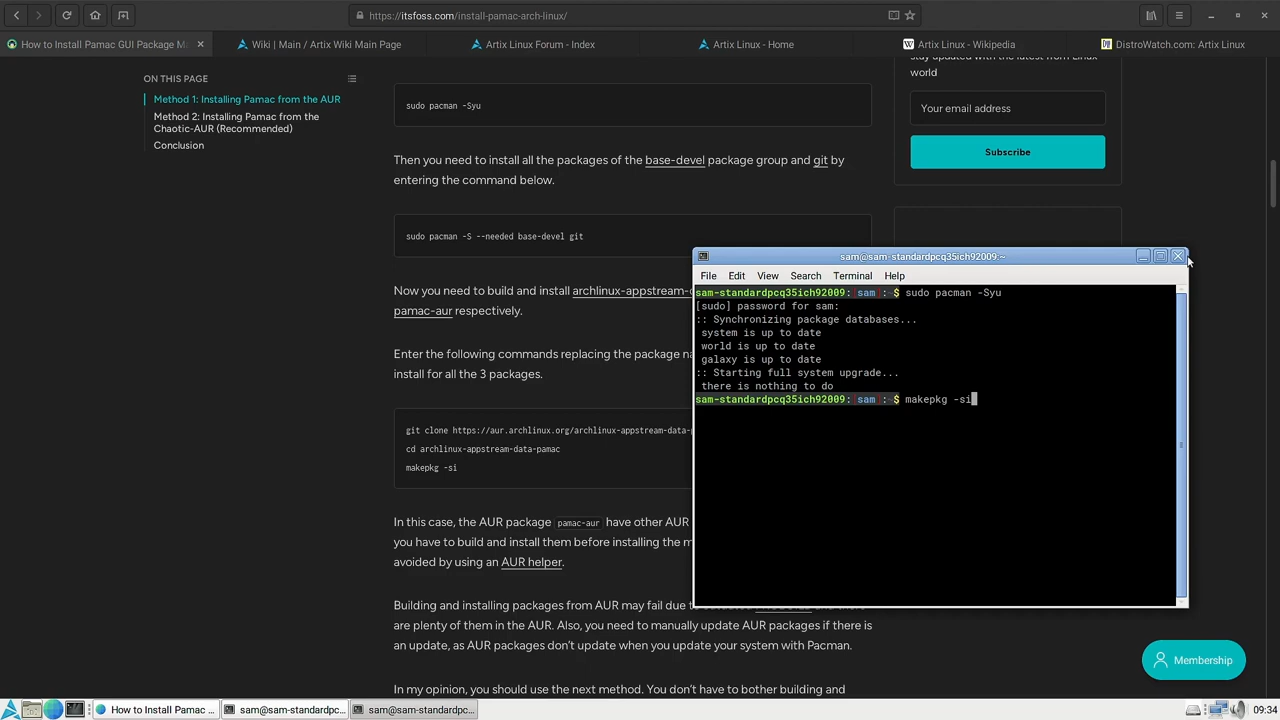 https://itsfoss.com/install-pamac-arch-linux/
How to Install Pamac GUI Package M
Wiki | Main / Artix Wiki Main Page
Artix Linux Forum - Index
Artix Linux - Home
Artix Linux - Wikipedia
DistroWatch.com: Artix Linux
ON THIS PAGE
Method 1: Installing Pamac from the AUR
Method 2: Installing Pamac from the
Chaotic-AUR (Recommended)
Conclusion
sudo pacman -Syu
Then you need to install all the packages of the base-devel package group and git by
entering the command below.
sudo pacman -S --needed base-devel git
Now you need to build and install archlinux-appstream-
pamac-aur respectively.
Enter the following commands replacing the package na
install for all the 3 packages.
git clone https://aur.archlinux.org/archlinux-appstream-data-p
cd archlinux-appstream-data-pamac
makepkg -si
In this case, the AUR package pamac-aur have other AUR
you have to build and install them before installing the m
avoided by using an AUR helper.
Building and installing packages from AUR may fail due
are plenty of them in the AUR. Also, you need to manually update AUR packages if there is
an update, as AUR packages don't update when you update your system with Pacman.
In my opinion, you should use the next method. You don't have to bother building and
stay updated with the latest from Linux
world
Your email address
Subscribe
sam@sam-standardpcq35ich92009:~
File Edit View Search Terminal Help
sam-standardpcq35ich92009:[sam]:~$ sudo pacman -Syu
[sudo] password for sam:
:: Synchronizing package databases...
system is up to date
world is up to date
galaxy is up to date
:: Starting full system upgrade...
there is nothing to do
sam-standardpcq35ich92009:[sam]:~$ makepkg -si
Membership
How to Install Pamac ...
sam@sam-standardpc...
sam@sam-standardpc...
09:34